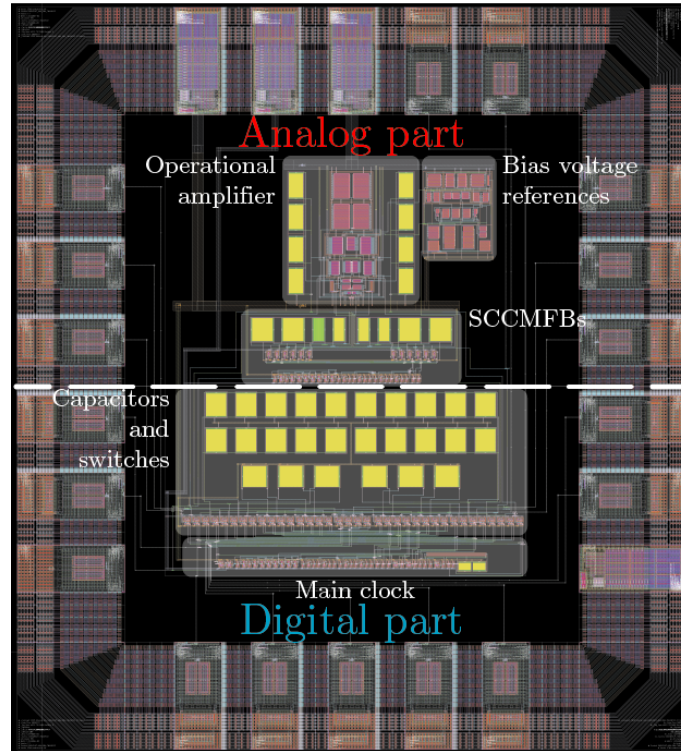 Analog part
Operational
amplifier
Bias voltage
references
SCCMFBs
Capacitors
and
switches
Main clock
Digital part